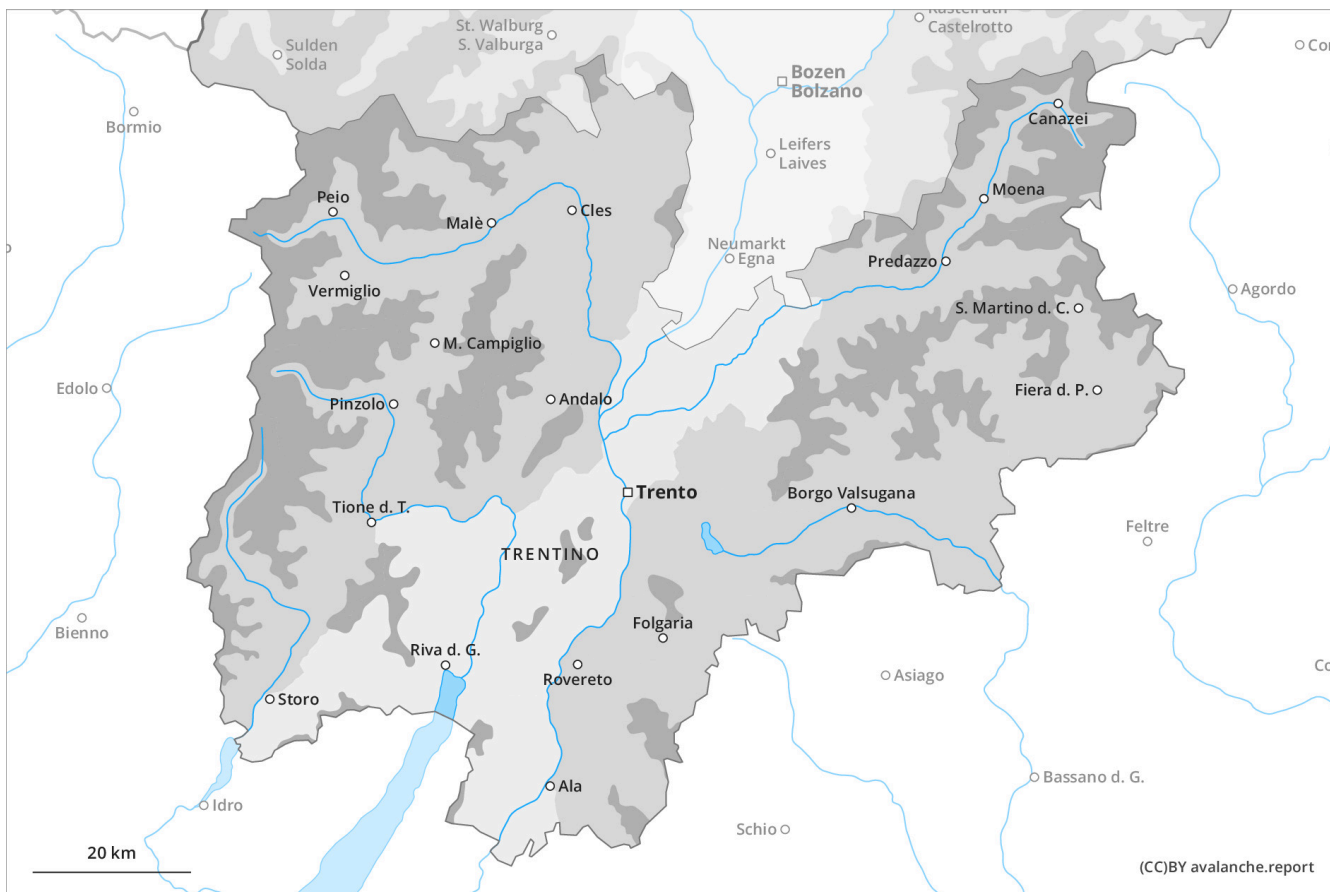 Kastelruth
Castelrotto
St. Walburg
S. Valburga
Sulden
Solda
Bozen
Bolzano
Bormio
Canazei
Leifers
Laives
Moena
Peio
Malè
Cles
Neumarkt
Egna
Predazzo
Vermiglio
Agordo
S. Martino d. C.
M. Campiglio
Edolo
Andalo
Fiera d. P.
Pinzolo
Trento
Borgo Valsugana
Tione d. T.
Feltre
TRENTINO
Bienno
Folgaria
Riva d. G.
Rovereto
Asiago
Storo
Ala
Bassano d. G.
Idro
Schio
20 km
(CC)BY avalanche.report